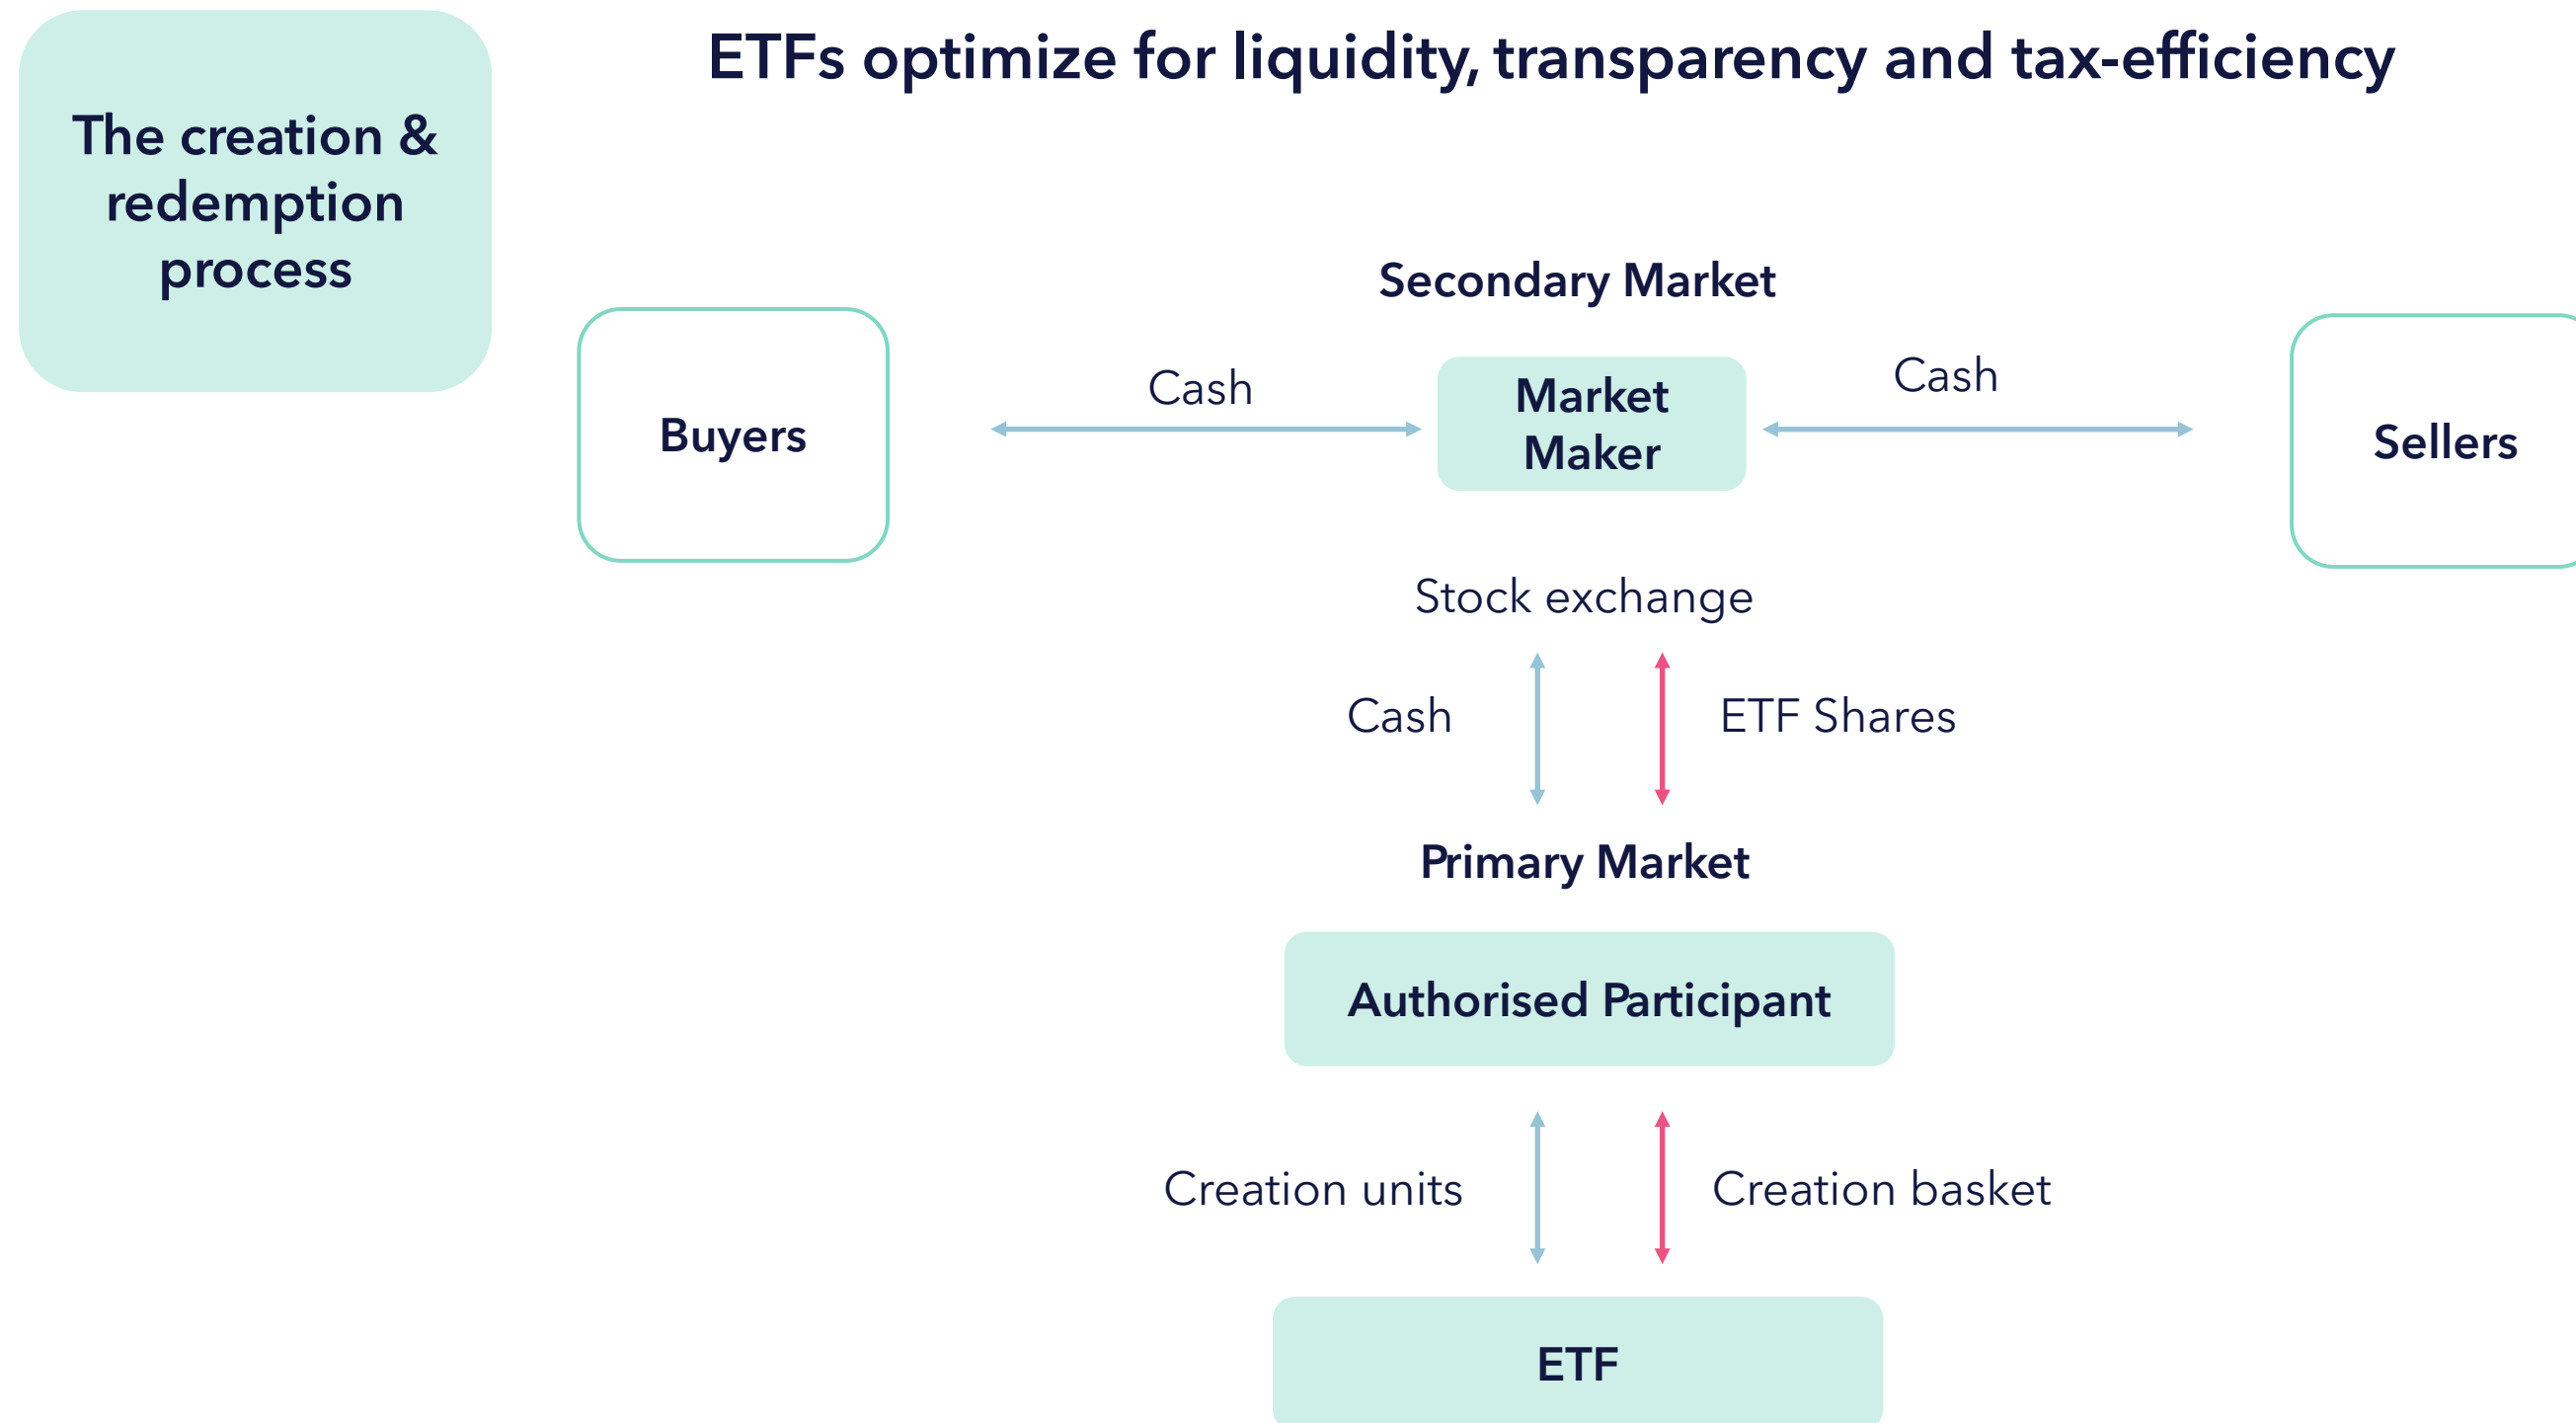 The creation &
redemption
process
ETFs optimize for liquidity, transparency and tax-efficiency
Secondary Market
Buyers
Cash
Market
Maker
Cash
Sellers
Stock exchange
Cash
ETF Shares
Primary Market
Authorised Participant
Creation units
Creation basket
ETF